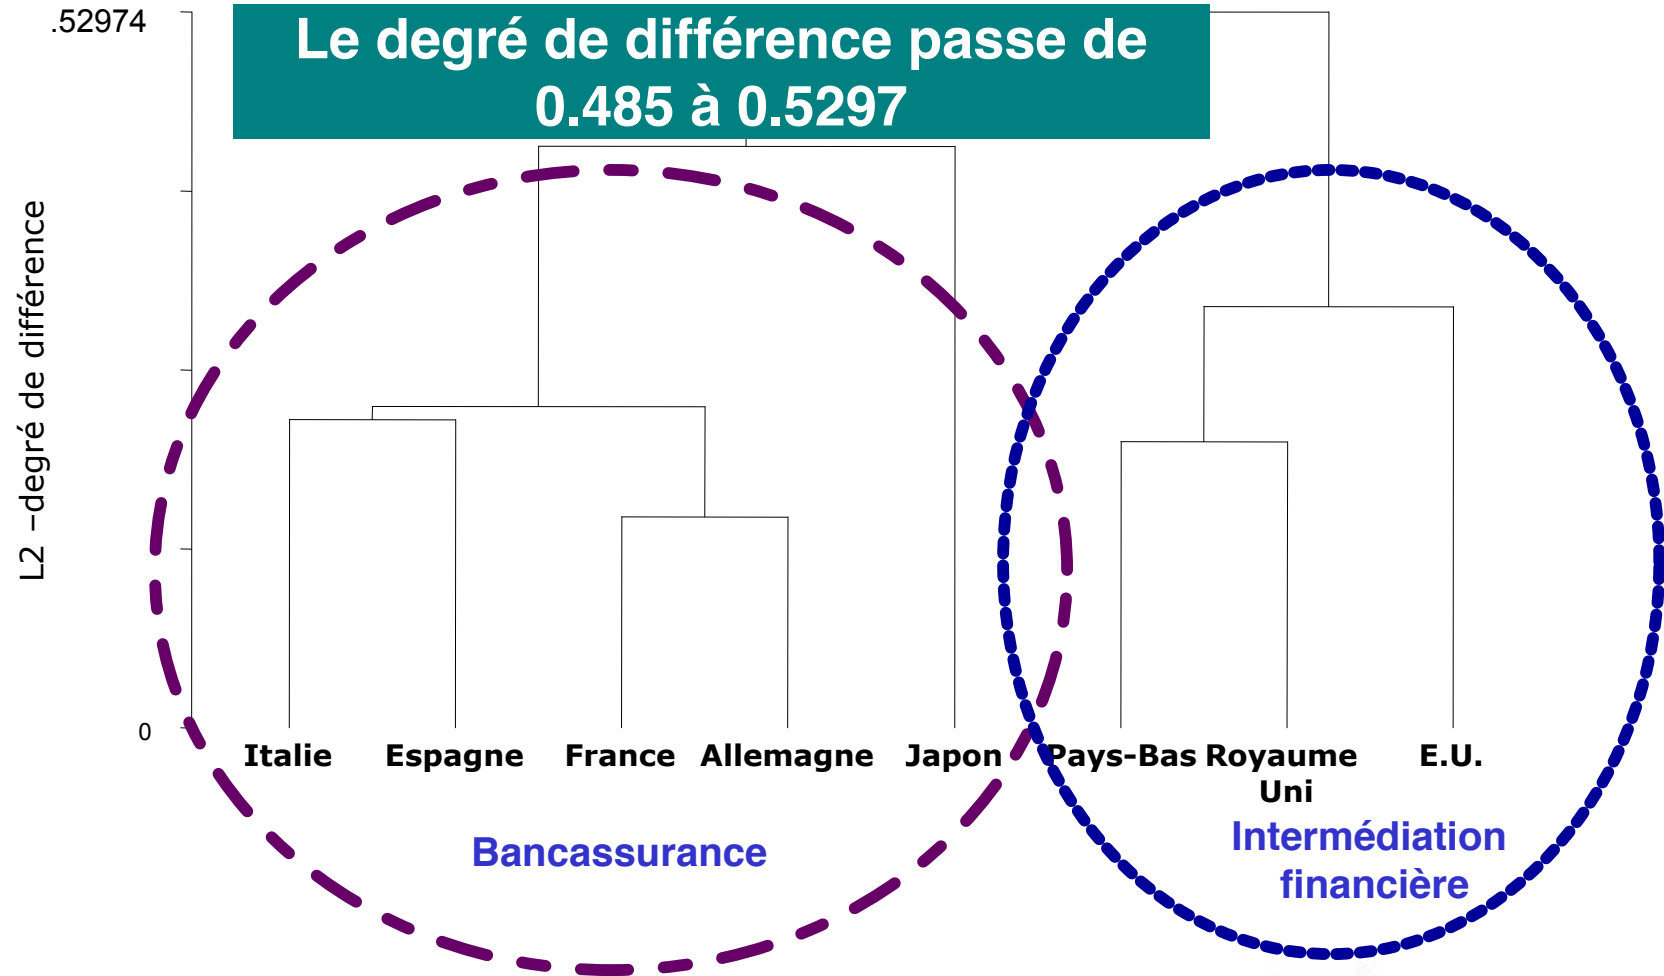 .52974
Le degré de différence passe de
0.485 à 0.5297
L2 –degré de différence
0
Italie
Espagne
France
Allemagne
Japon
Pays-Bas
Royaume
Uni
E.U.
Bancassurance
Intermédiation
financière